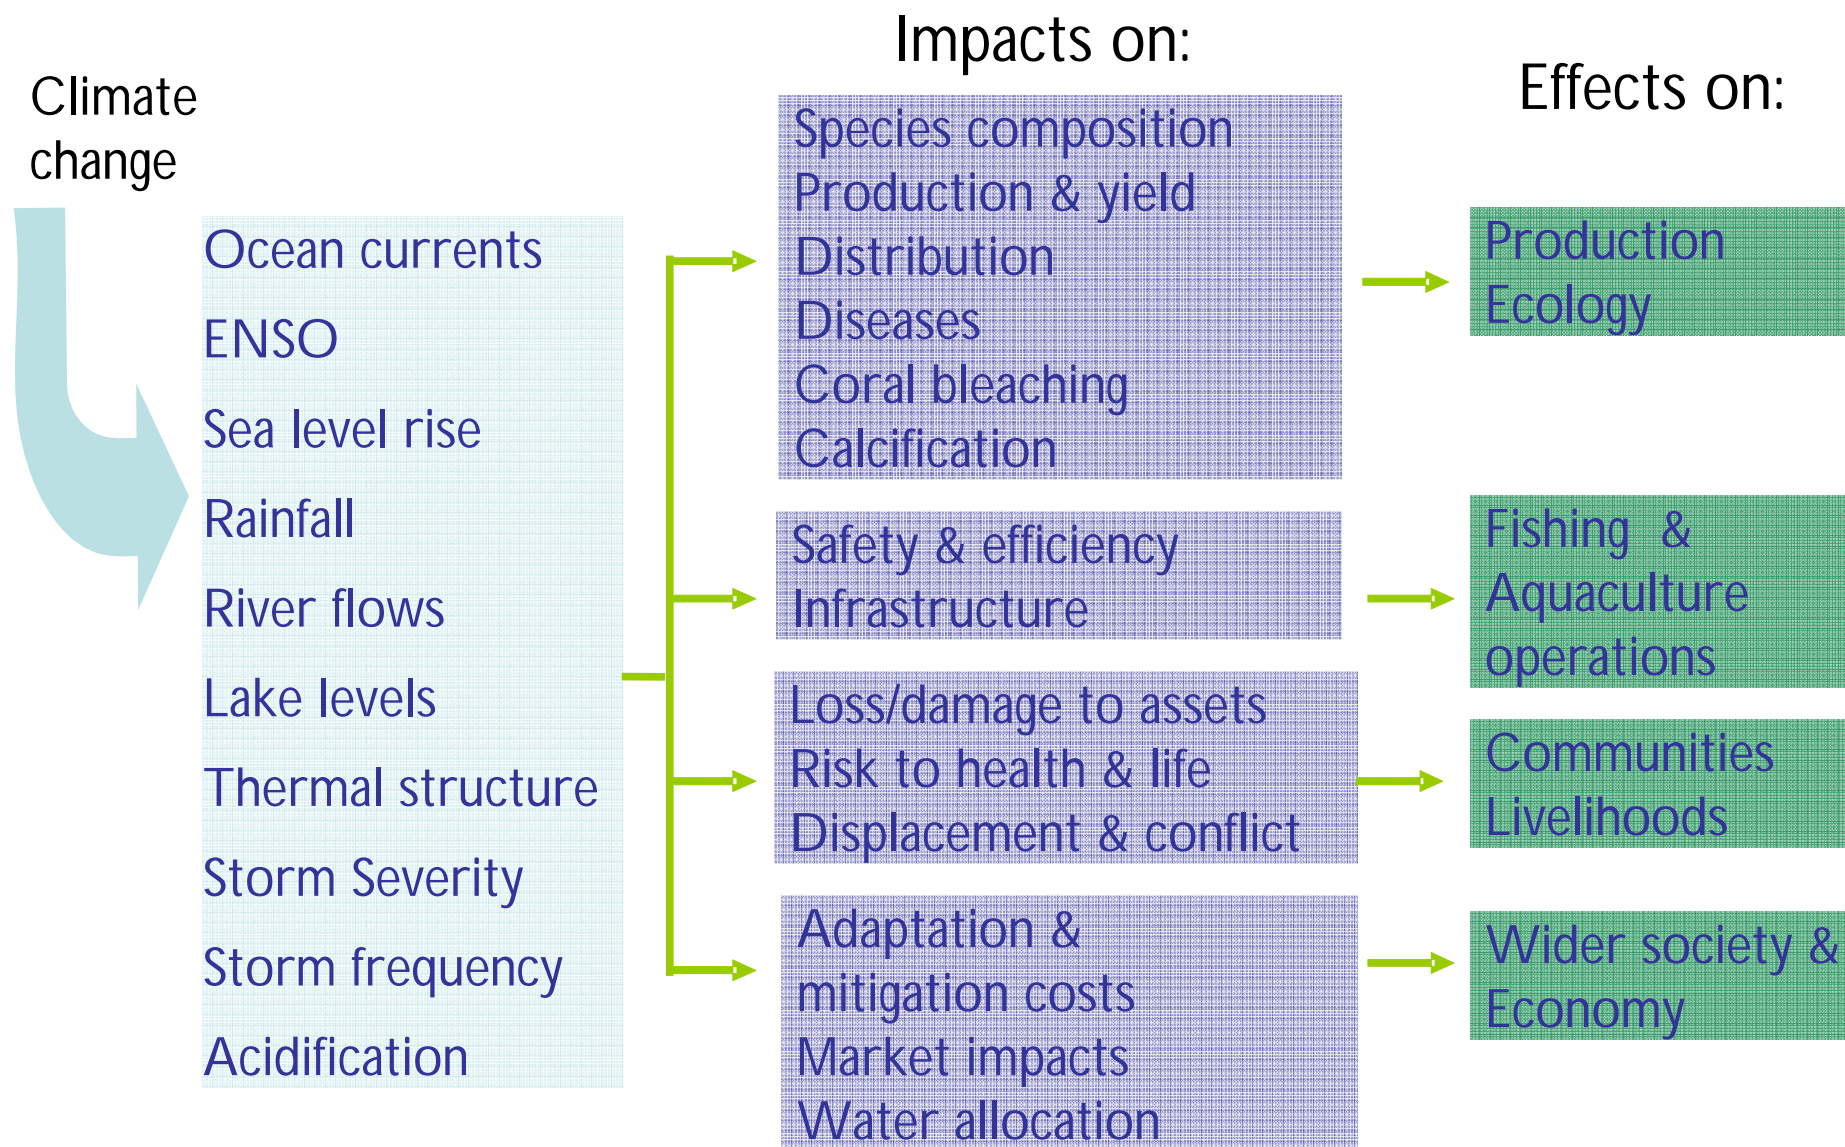 Climate
change
Ocean currents
ENSO
Sea level rise
Rainfall
River flows
Lake levels
Thermal structure
Storm Severity
Storm frequency
Acidification
Impacts on:
Species composition
Production & yield
Distribution
Diseases
Coral bleaching
Calcification
Safety & efficiency
Infrastructure
Loss/damage to assets
Risk to health & life
Displacement & conflict
Adaptation &
mitigation costs
Market impacts
Water allocation
Effects on:
Production
Ecology
Fishing &
Aquaculture
operations
Communities
Livelihoods
Wider society &
Economy